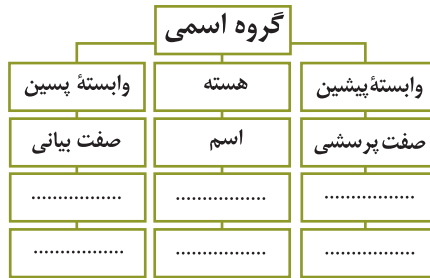 گروه اسمی
وابستهٔ پیشین هسته وابستهٔ پسین
صفت پرسشی اسم صفت بیانی
................. ................. .................
................. ................. .................